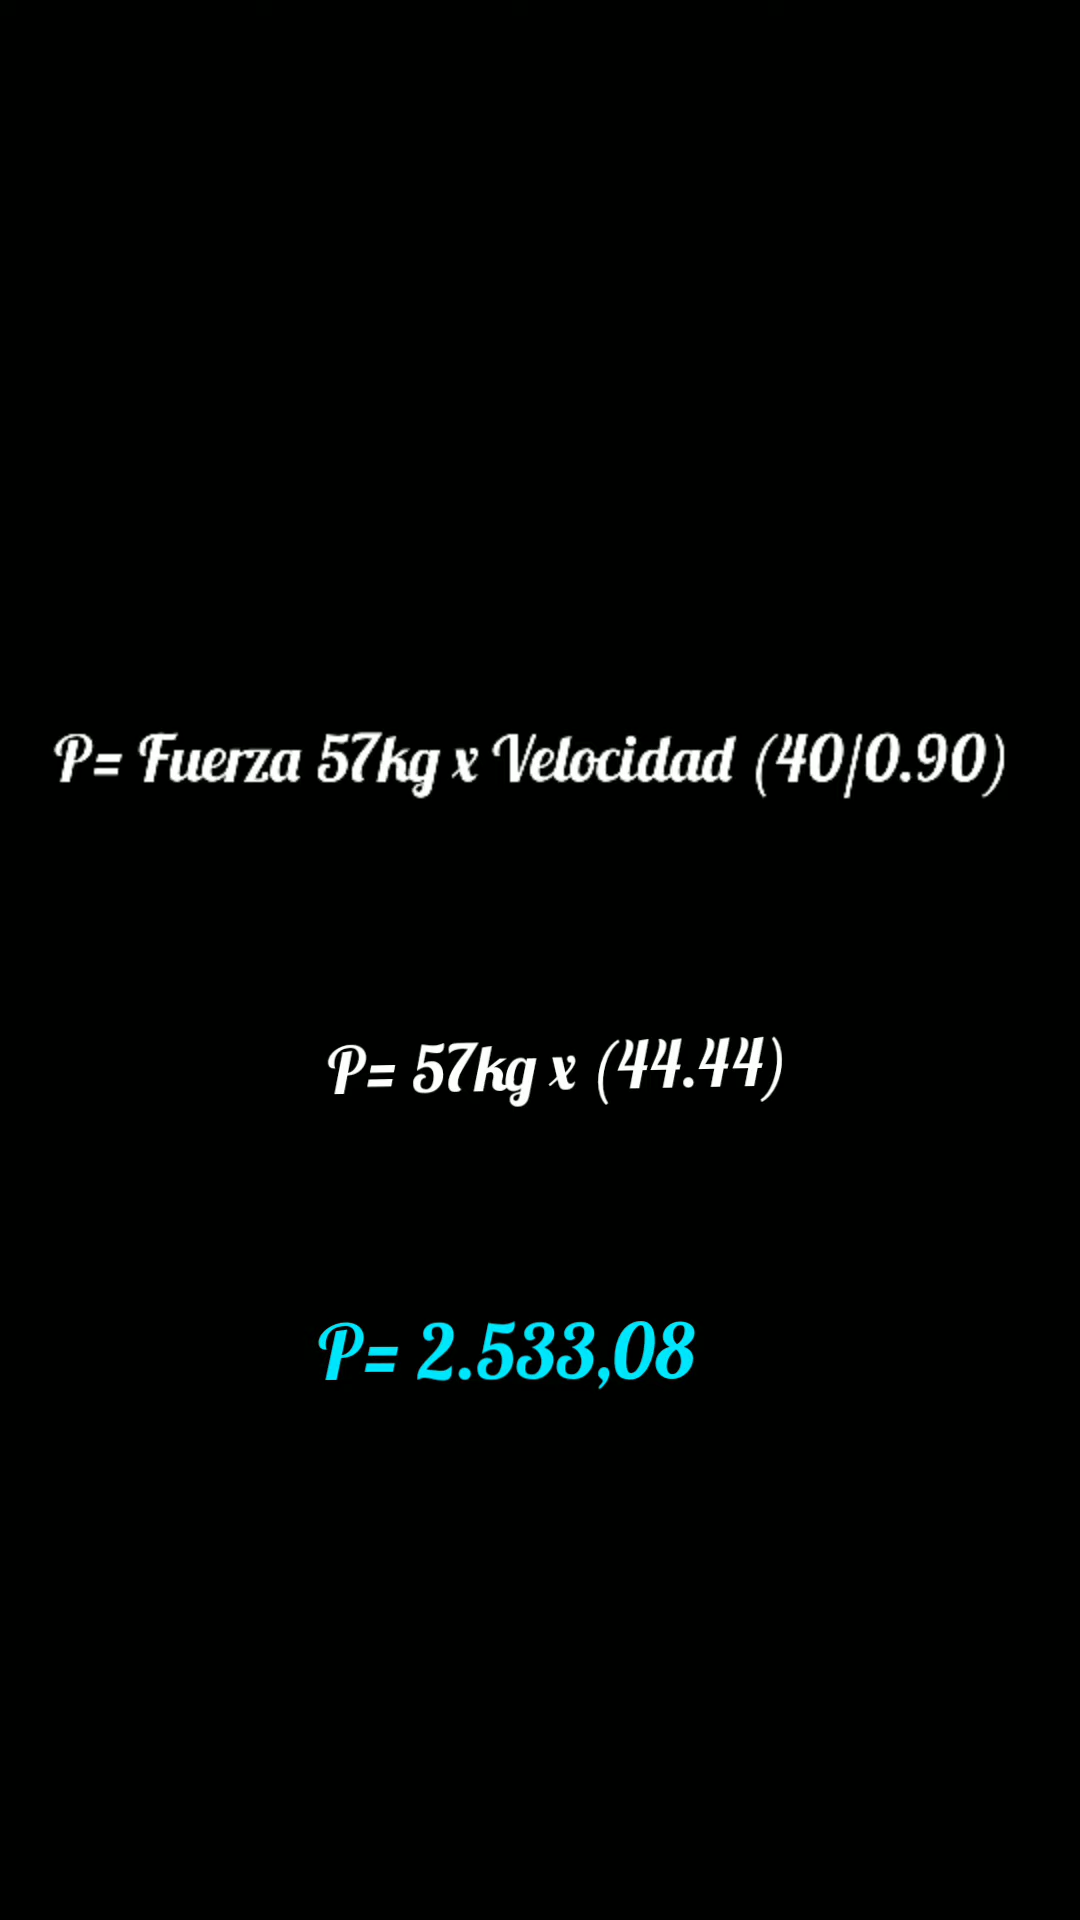 P= Fuerza 57kg x Velocidad (40/0.90)
P= 57kg x (44.44)
P= 2.533,08